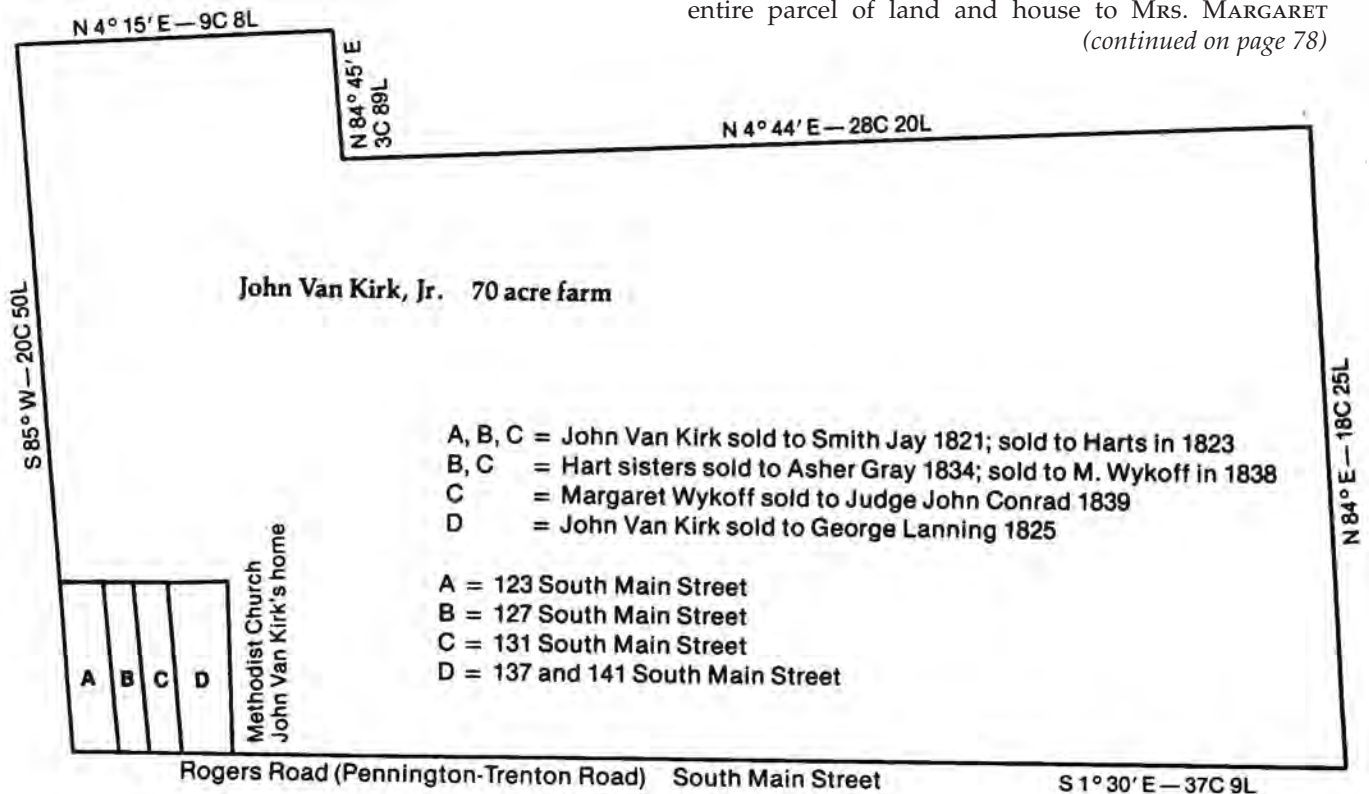 entire parcel of land and house to MRS. MARGARET
(continued on page 78)
N 4° 15′ E — 9C 8L
N 84° 45′ E
3C 89L
N 4° 44′ E — 28C 20L
John Van Kirk, Jr. 70 acre farm
S 85° W — 20C 50L
N 84° E — 18C 25L
A, B, C = John Van Kirk sold to Smith Jay 1821; sold to Harts in 1823
B, C = Hart sisters sold to Asher Gray 1834; sold to M. Wykoff in 1838
C = Margaret Wykoff sold to Judge John Conrad 1839
D = John Van Kirk sold to George Lanning 1825
A = 123 South Main Street
B = 127 South Main Street
C = 131 South Main Street
D = 137 and 141 South Main Street
A B C D
Methodist Church
John Van Kirk's home
Rogers Road (Pennington-Trenton Road) South Main Street S 1° 30′ E — 37C 9L